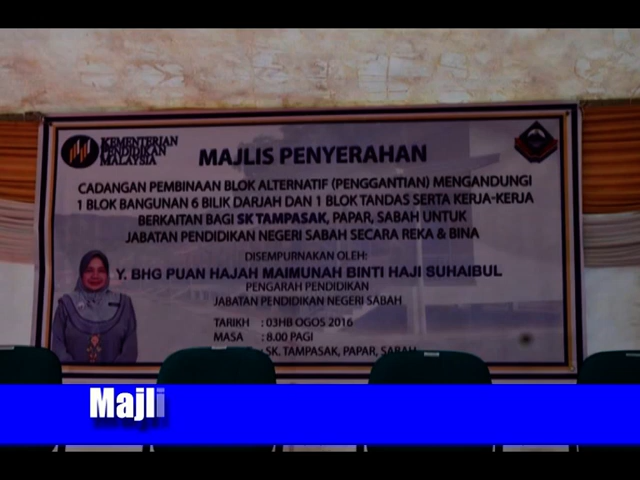 KEMENTERIAN
PENDIDIKAN
MALAYSIA
MAJLIS PENYERAHAN
CADANGAN PEMBINAAN BLOK ALTERNATIF (PENGGANTIAN) MENGANDUNGI
1 BLOK BANGUNAN 6 BILIK DARJAH DAN 1 BLOK TANDAS SERTA KERJA-KERJA
BERKAITAN BAGI SK TAMPASAK, PAPAR, SABAH UNTUK
JABATAN PENDIDIKAN NEGERI SABAH SECARA REKA & BINA
DISEMPURNAKAN OLEH:
Y. BHG PUAN HAJAH MAIMUNAH BINTI HAJI SUHAIBUL
PENGARAH PENDIDIKAN
JABATAN PENDIDIKAN NEGERI SABAH
TARIKH : 03HB OGOS 2016
MASA : 8.00 PAGI
: SK. TAMPASAK, PAPAR, SABAH
Majli